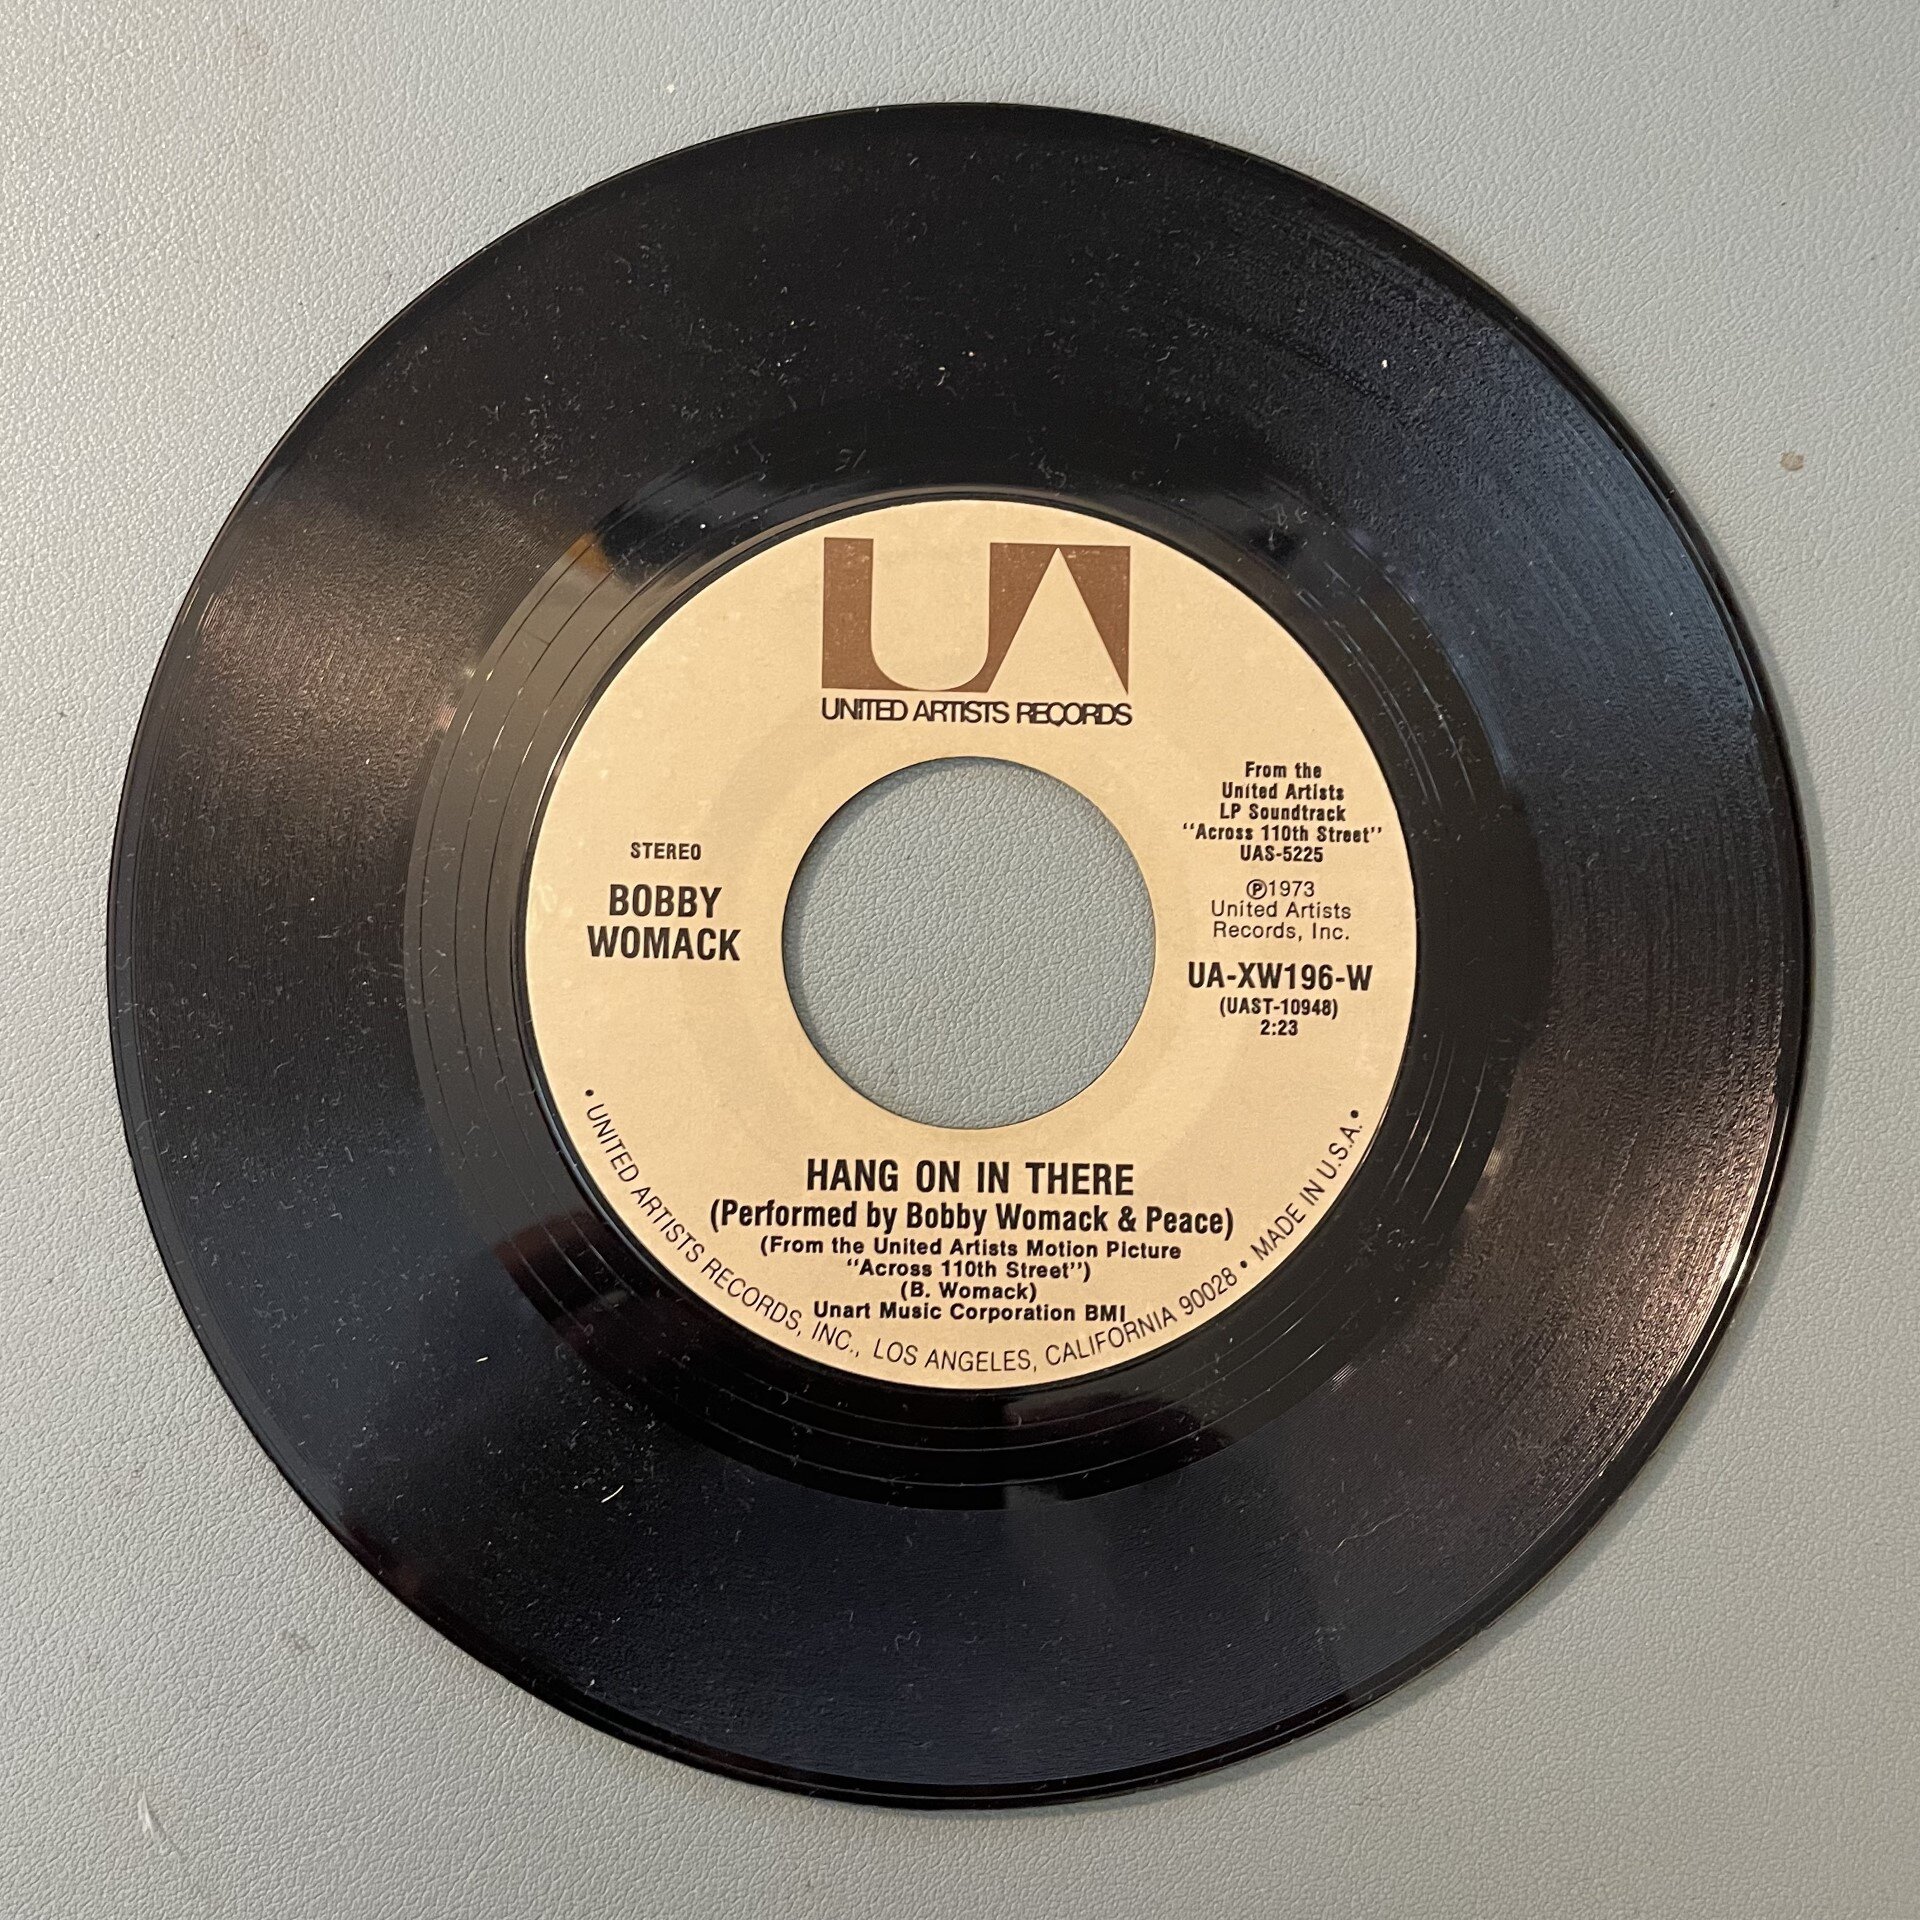 UA
UNITED ARTISTS RECORDS
From the
United Artists
LP Soundtrack
"Across 110th Street"
UAS-5225
℗1973
United Artists
Records, Inc.
UA-XW196-W
(UAST-10948)
2:23
STEREO
BOBBY
WOMACK
HANG ON IN THERE
(Performed by Bobby Womack & Peace)
(From the United Artists Motion Picture
"Across 110th Street")
(B. Womack)
Unart Music Corporation BMI
• UNITED ARTISTS RECORDS, INC., LOS ANGELES, CALIFORNIA 90028 • MADE IN U.S.A. •